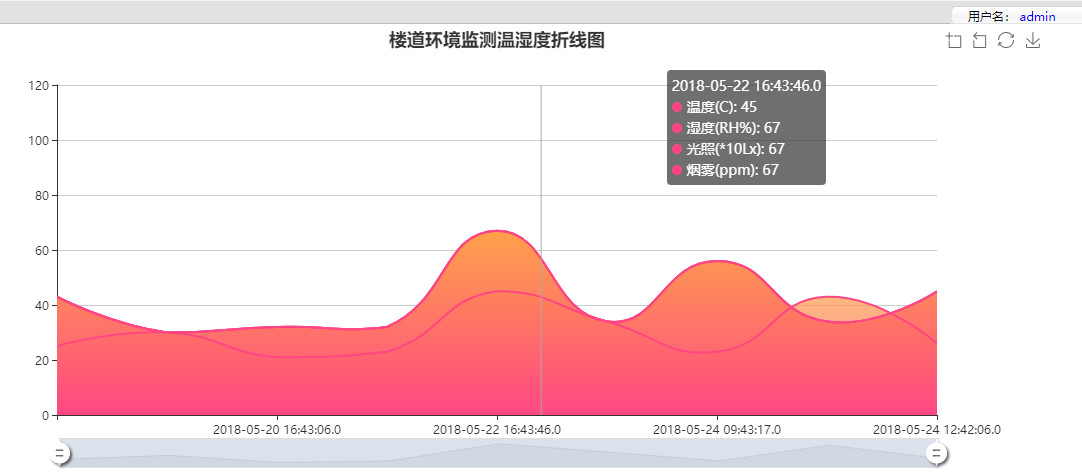 用户名： admin
楼道环境监测温湿度折线图
2018-05-22 16:43:46.0
温度(C): 45
湿度(RH%): 67
光照(*10Lx): 67
烟雾(ppm): 67
120
100
80
60
40
20
0
2018-05-20 16:43:06.0
2018-05-22 16:43:46.0
2018-05-24 09:43:17.0
2018-05-24 12:42:06.0